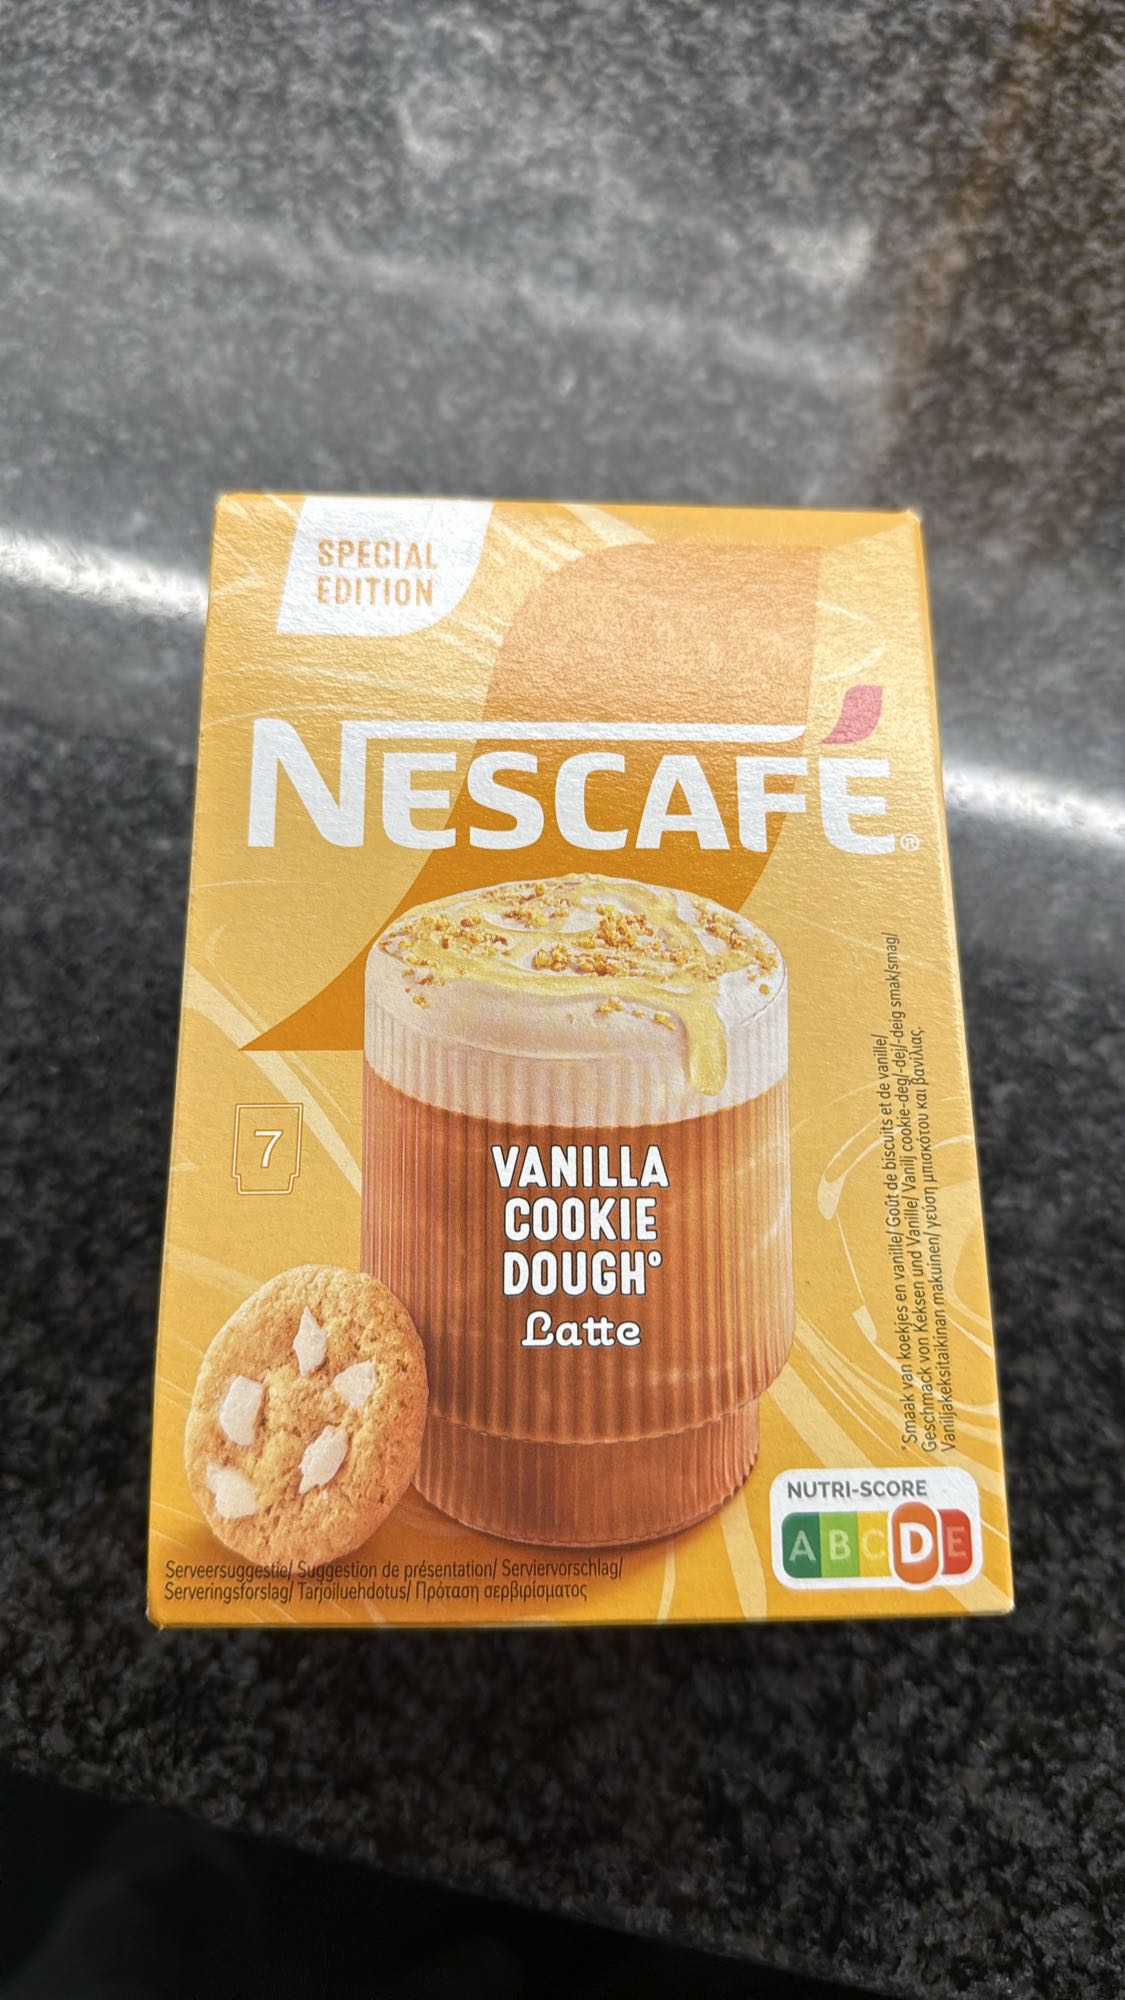 SPECIAL
EDITION
NESCAFÉ®
7
VANILLA
COOKIE
DOUGH°
Latte
°Smaak van koekjes en vanille/ Goût de biscuits et de vanille/
Geschmack von Keksen und Vanille/ Vanilj cookie-deg/-dej/-deig smak/smag/
Vaniljakeksitaikinan makuinen/ γεύση μπισκότου και βανίλιας.
NUTRI-SCORE
A B C D E
Serveersuggestie/ Suggestion de présentation/ Serviervorschlag/
Serveringsforslag/ Tarjoiluehdotus/ Πρόταση σερβιρίσματος